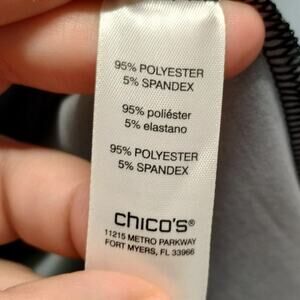 95% POLYESTER
5% SPANDEX
95% poliéster
5% elastano
95% POLYESTER
5% SPANDEX
chico's®
11215 METRO PARKWAY
FORT MYERS, FL 33966